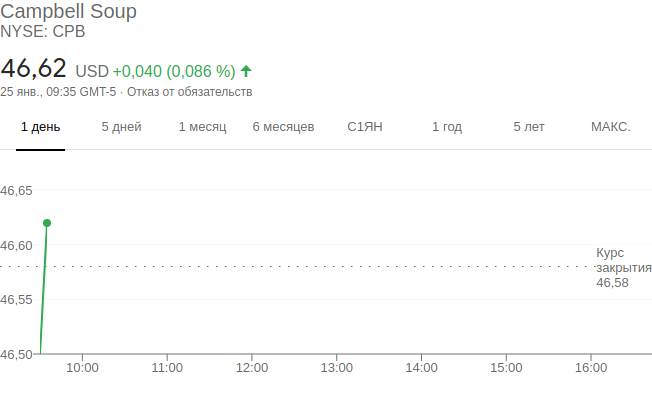 Campbell Soup
NYSE: CPB
46,62 USD +0,040 (0,086 %)
25 янв., 09:35 GMT-5 · Отказ от обязательств
1 день 5 дней 1 месяц 6 месяцев С1ЯН 1 год 5 лет МАКС.
46,65
46,60
Курс
закрытия
46,58
46,55
46,50
10:00 11:00 12:00 13:00 14:00 15:00 16:00